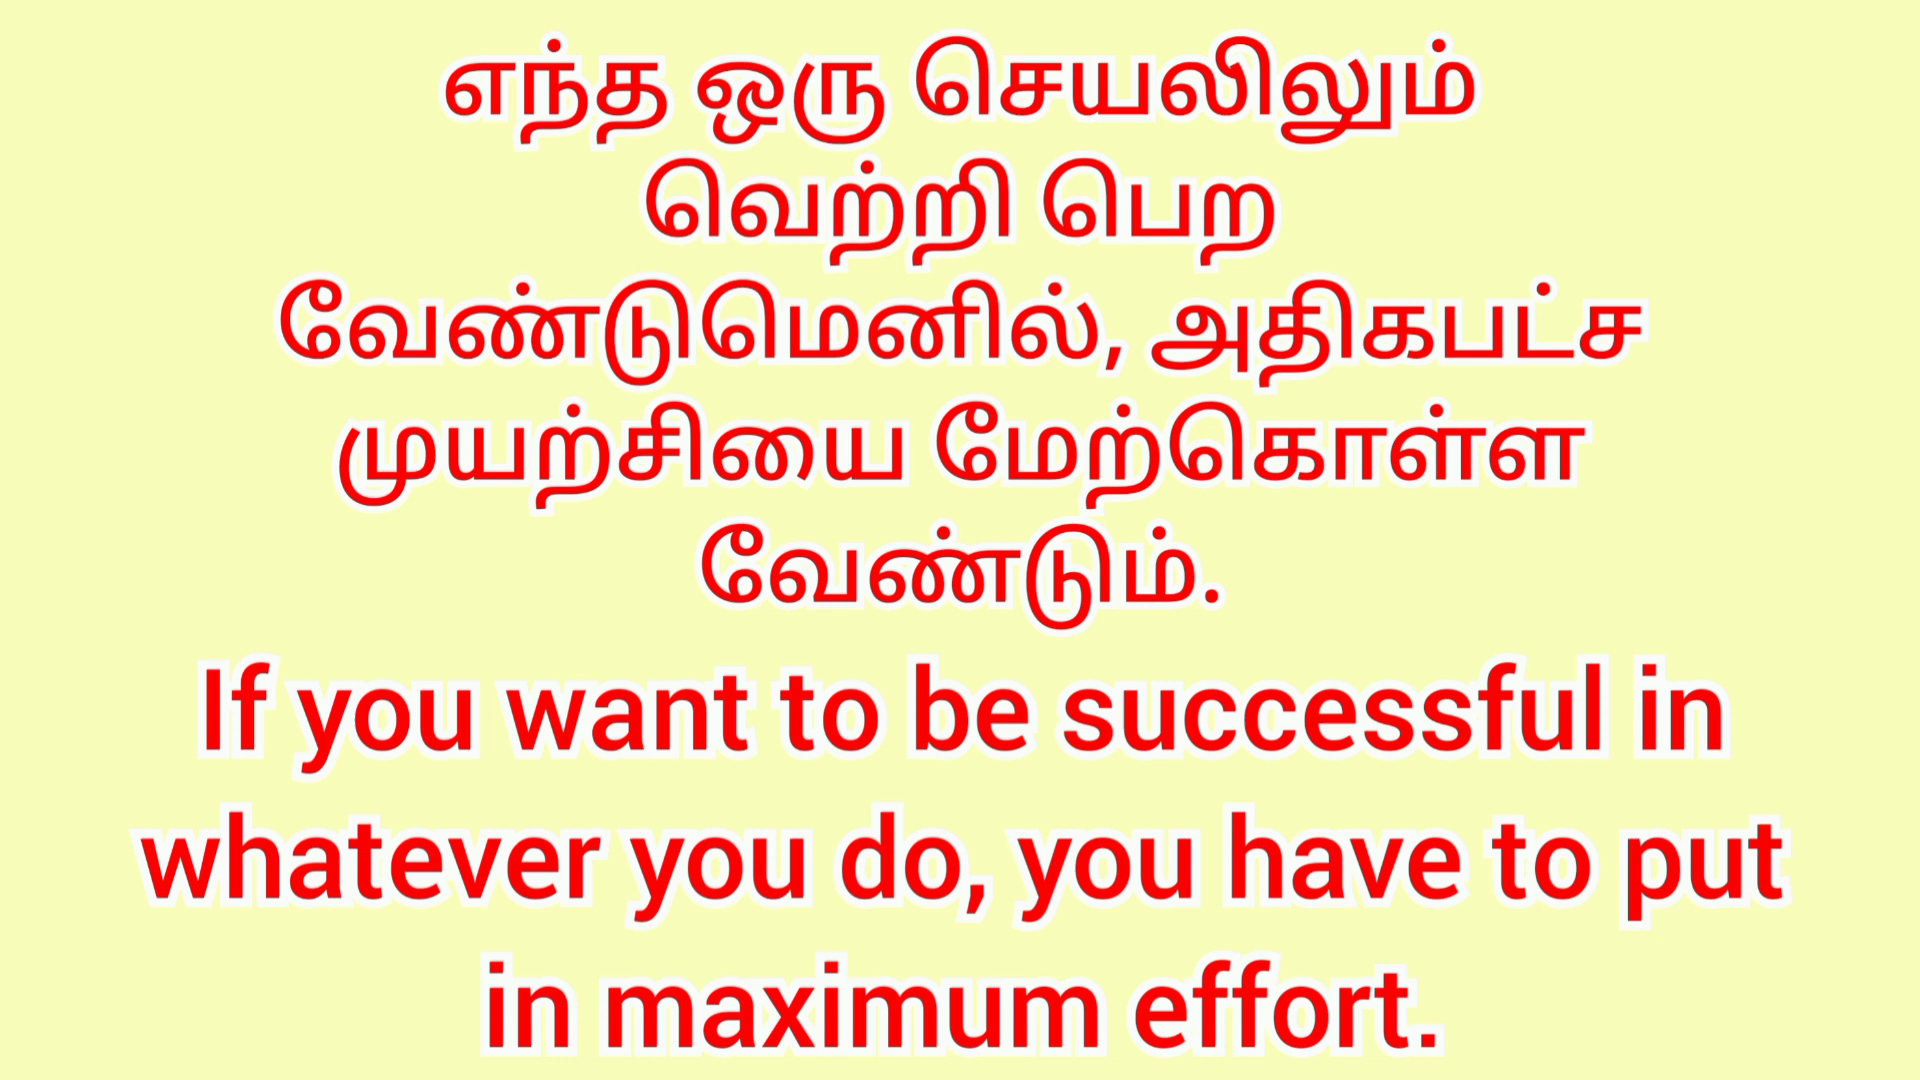 எந்த ஒரு செயலிலும்
வெற்றி பெற
வேண்டுமெனில், அதிகபட்ச
முயற்சியை மேற்கொள்ள
வேண்டும்.
If you want to be successful in
whatever you do, you have to put
in maximum effort.